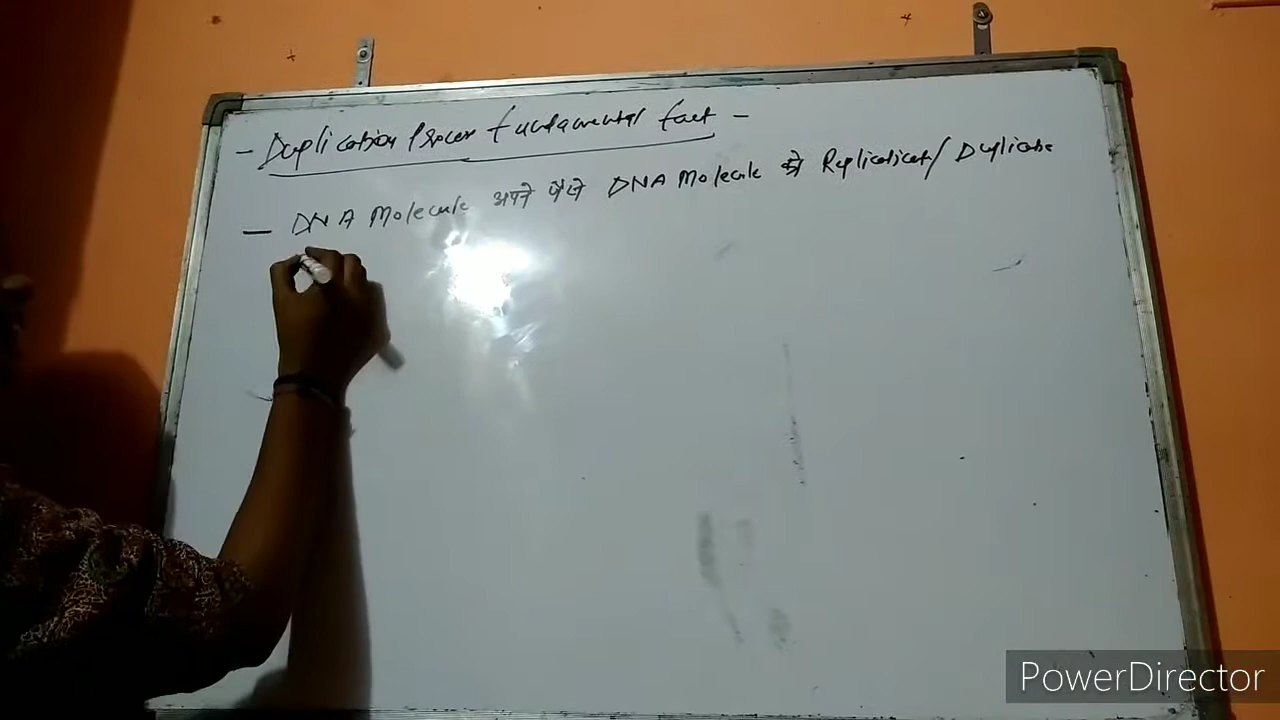 - Duplication Process fundamental fact -
— DNA Molecule अपने जैसे DNA Molecule को Replicate/ Duplicate
PowerDirector